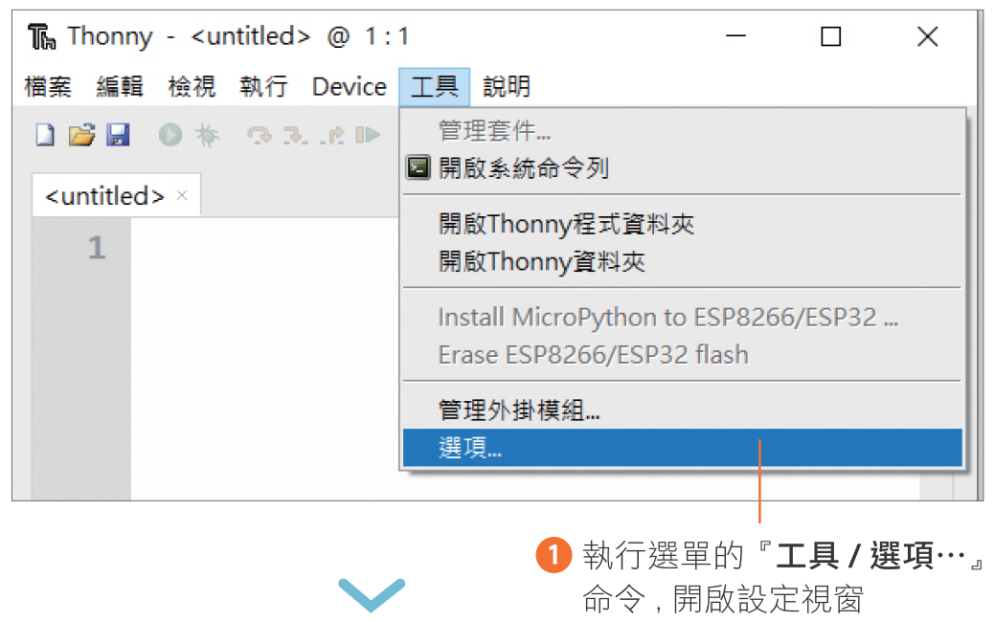 Thonny - <untitled> @ 1 : 1
檔案 編輯 檢視 執行 Device 工具 說明
管理套件...
開啟系統命令列
<untitled> ×
開啟Thonny程式資料夾
1
開啟Thonny資料夾
Install MicroPython to ESP8266/ESP32 ...
Erase ESP8266/ESP32 flash
管理外掛模組...
選項...
1 執行選單的『工具 / 選項…』
命令 , 開啟設定視窗